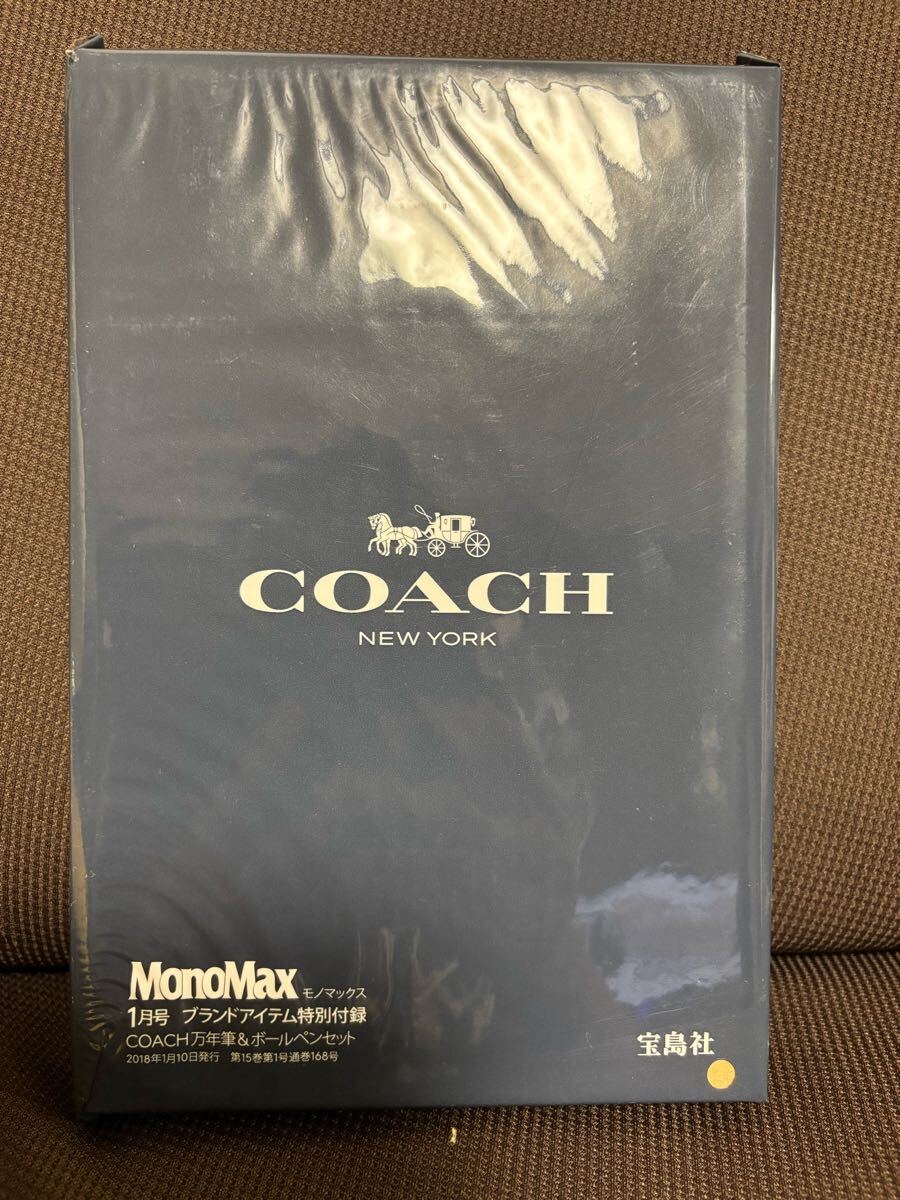 COACH
NEW YORK
MonoMax モノマックス
1月号 ブランドアイテム特別付録
COACH万年筆&ボールペンセット
2018年1月10日発行 第15巻第1号通巻168号
宝島社